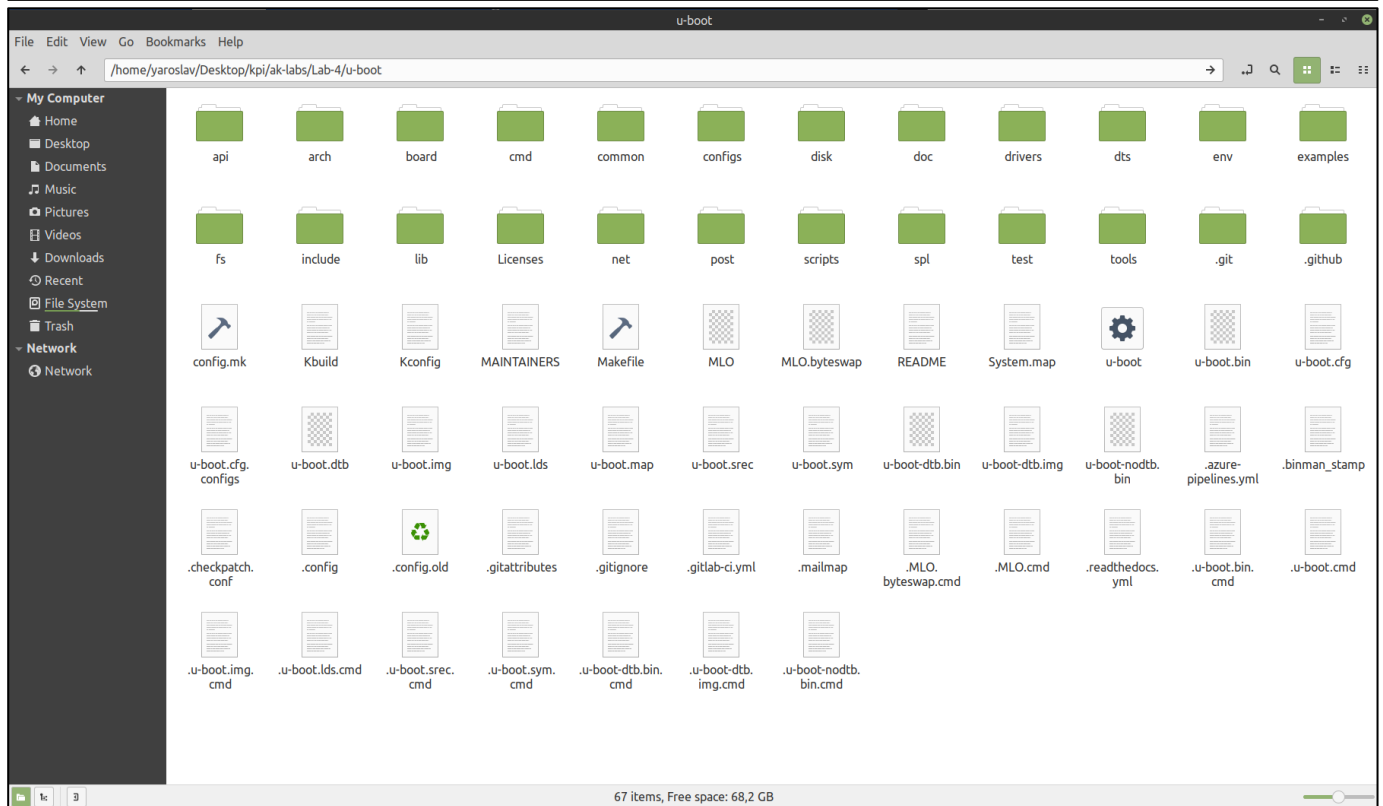 u-boot
File Edit View Go Bookmarks Help
/home/yaroslav/Desktop/kpi/ak-labs/Lab-4/u-boot
My Computer
Home
Desktop
Documents
Music
Pictures
Videos
Downloads
Recent
File System
Trash
Network
Network
api arch board cmd common configs disk doc drivers dts env examples
fs include lib Licenses net post scripts spl test tools .git .github
config.mk Kbuild Kconfig MAINTAINERS Makefile MLO MLO.byteswap README System.map u-boot u-boot.bin u-boot.cfg
u-boot.cfg. u-boot.dtb u-boot.img u-boot.lds u-boot.map u-boot.srec u-boot.sym u-boot-dtb.bin u-boot-dtb.img u-boot-nodtb. .azure- .binman_stamp
configs bin pipelines.yml
.checkpatch. .config .config.old .gitattributes .gitignore .gitlab-ci.yml .mailmap .MLO. .MLO.cmd .readthedocs. .u-boot.bin. .u-boot.cmd
conf byteswap.cmd yml cmd
.u-boot.img. .u-boot.lds.cmd .u-boot.srec. .u-boot.sym. .u-boot-dtb.bin. .u-boot-dtb. .u-boot-nodtb.
cmd cmd cmd cmd img.cmd bin.cmd
67 items, Free space: 68,2 GB